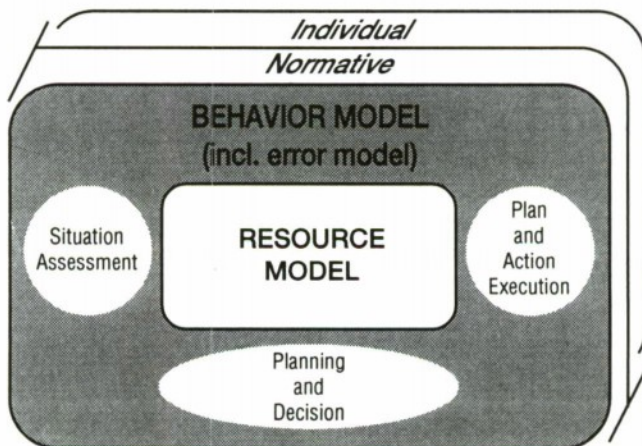 Individual
Normative
BEHAVIOR MODEL
(incl. error model)
Situation
Assessment
RESOURCE
MODEL
Plan
and
Action
Execution
Planning
and
Decision